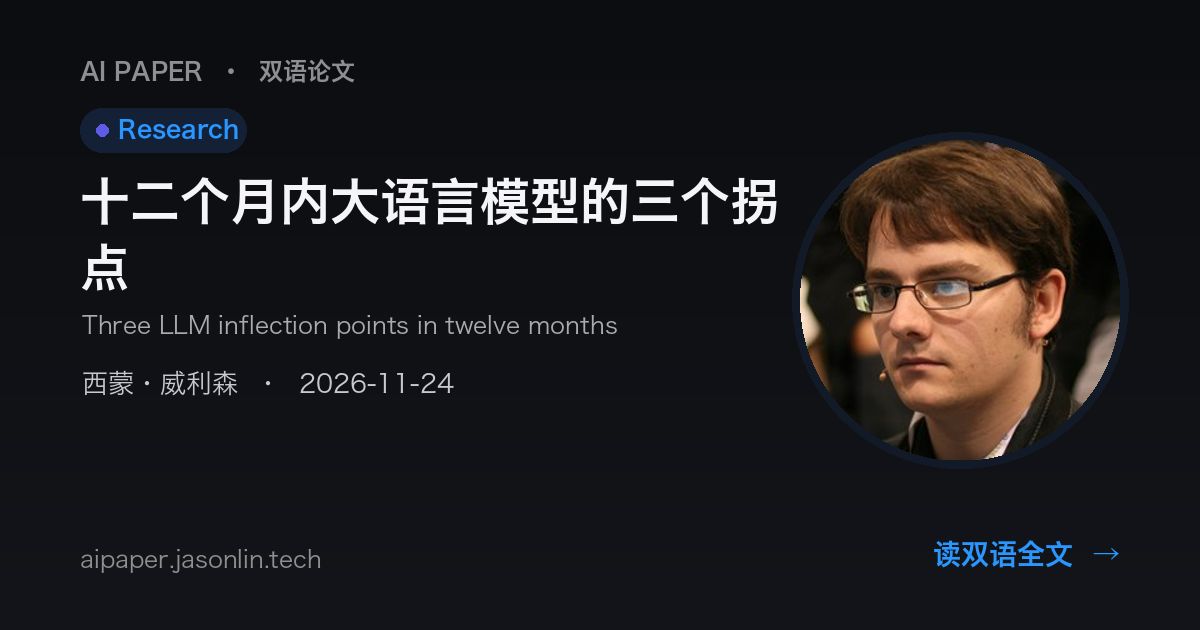 AI PAPER · 双语论文
Research
十二个月内大语言模型的三个拐
点
Three LLM inflection points in twelve months
西蒙·威利森 · 2026-11-24
aipaper.jasonlin.tech
读双语全文 →